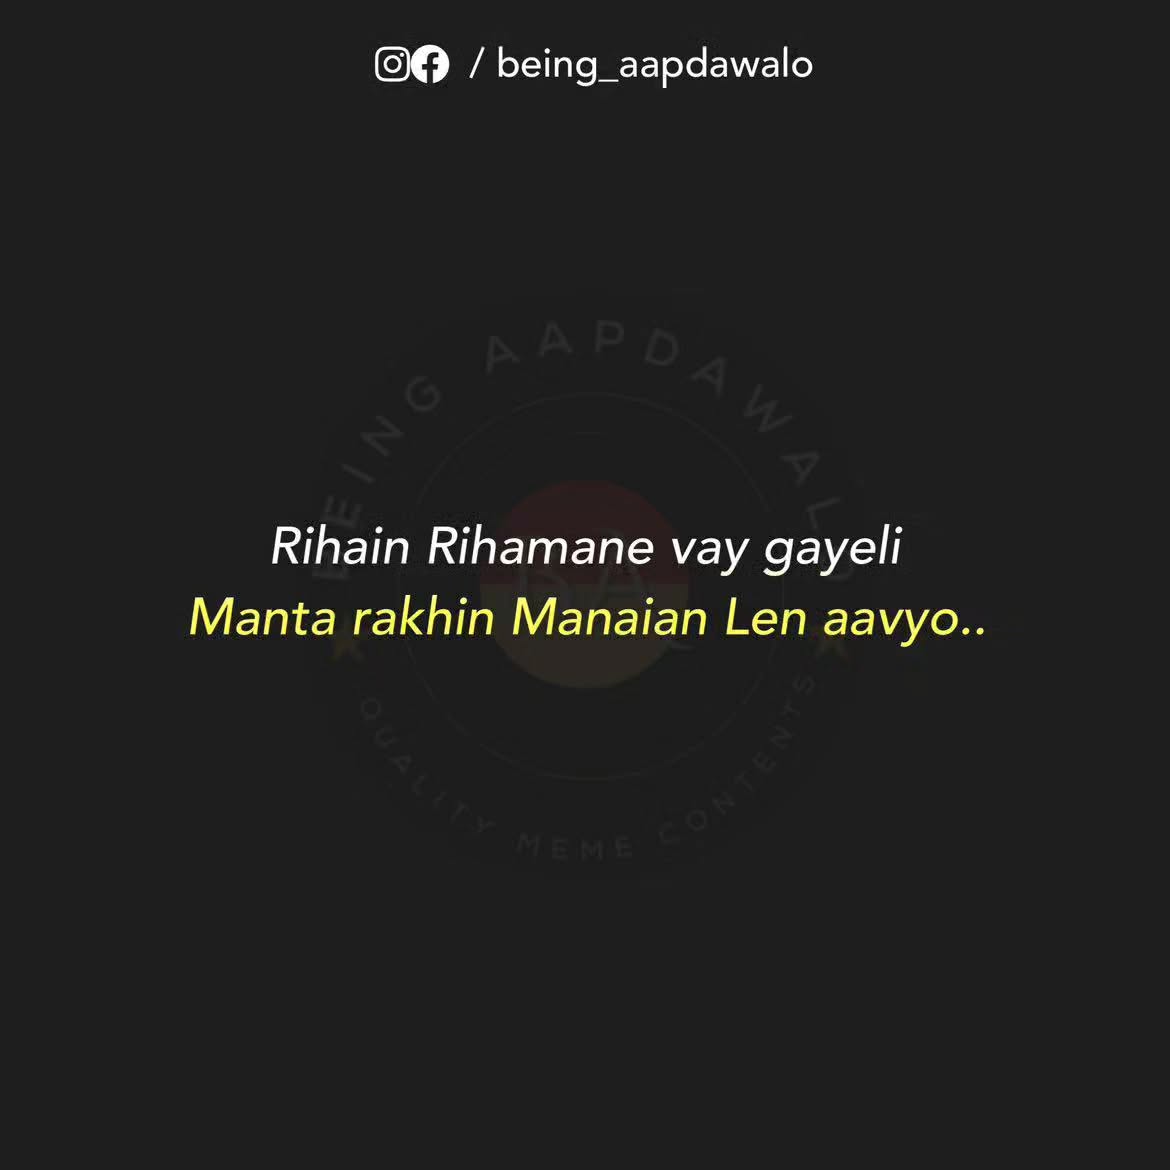 / being_aapdawalo
BEING AAPDAWALO
Rihain Rihamane vay gayeli
Manta rakhin Manaian Len aavyo..
QUALITY MEME CONTENTS